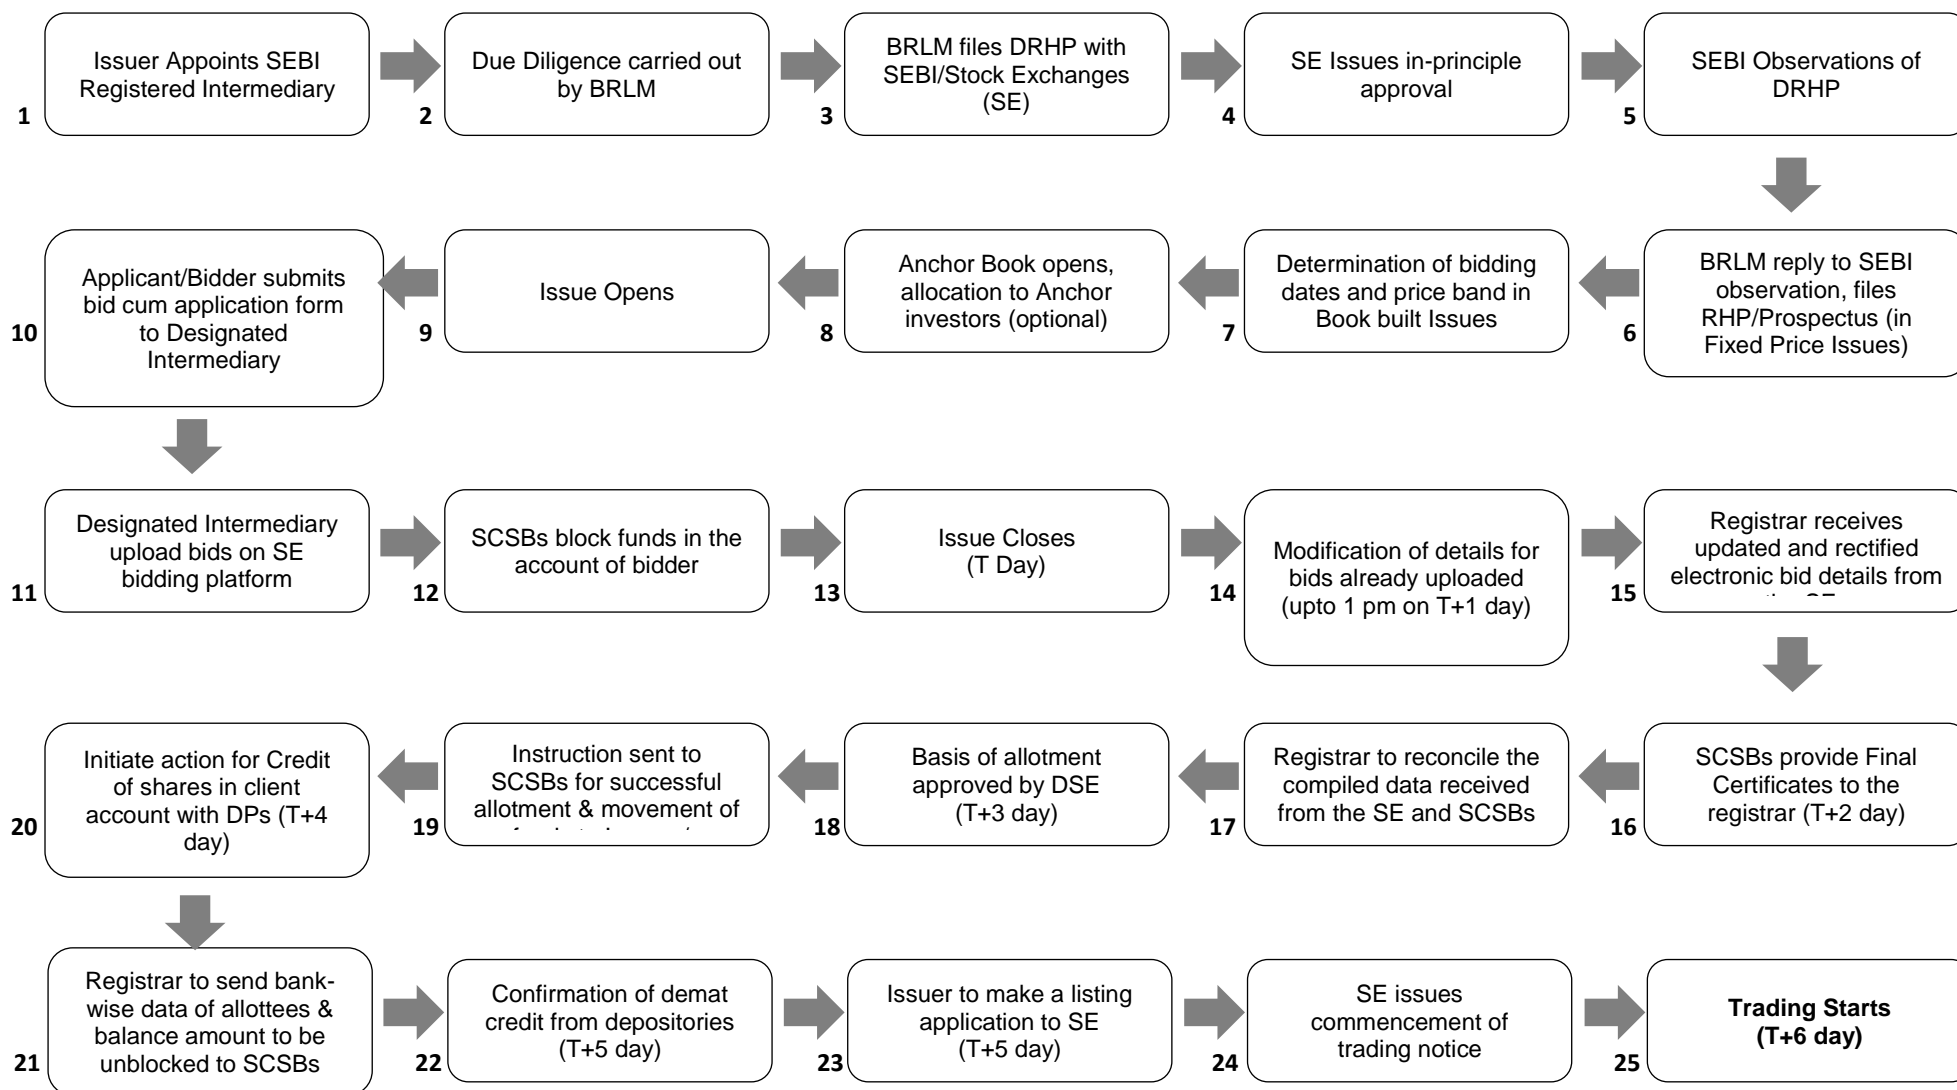 Issuer Appoints SEBI
Registered Intermediary
1
Due Diligence carried out
by BRLM
2
BRLM files DRHP with
SEBI/Stock Exchanges
(SE)
3
SE Issues in-principle
approval
4
SEBI Observations of
DRHP
5
BRLM reply to SEBI
observation, files
RHP/Prospectus (in
Fixed Price Issues)
6
Determination of bidding
dates and price band in
Book built Issues
7
Anchor Book opens,
allocation to Anchor
investors (optional)
8
Issue Opens
9
Applicant/Bidder submits
bid cum application form
to Designated
Intermediary
10
Designated Intermediary
upload bids on SE
bidding platform
11
SCSBs block funds in the
account of bidder
12
Issue Closes
(T Day)
13
Modification of details for
bids already uploaded
(upto 1 pm on T+1 day)
14
Registrar receives
updated and rectified
electronic bid details from
15
SCSBs provide Final
Certificates to the
registrar (T+2 day)
16
Registrar to reconcile the
compiled data received
from the SE and SCSBs
17
Basis of allotment
approved by DSE
(T+3 day)
18
Instruction sent to
SCSBs for successful
allotment & movement of
19
Initiate action for Credit
of shares in client
account with DPs (T+4
day)
20
Registrar to send bank-
wise data of allottees &
balance amount to be
unblocked to SCSBs
21
Confirmation of demat
credit from depositories
(T+5 day)
22
Issuer to make a listing
application to SE
(T+5 day)
23
SE issues
commencement of
trading notice
24
Trading Starts
(T+6 day)
25